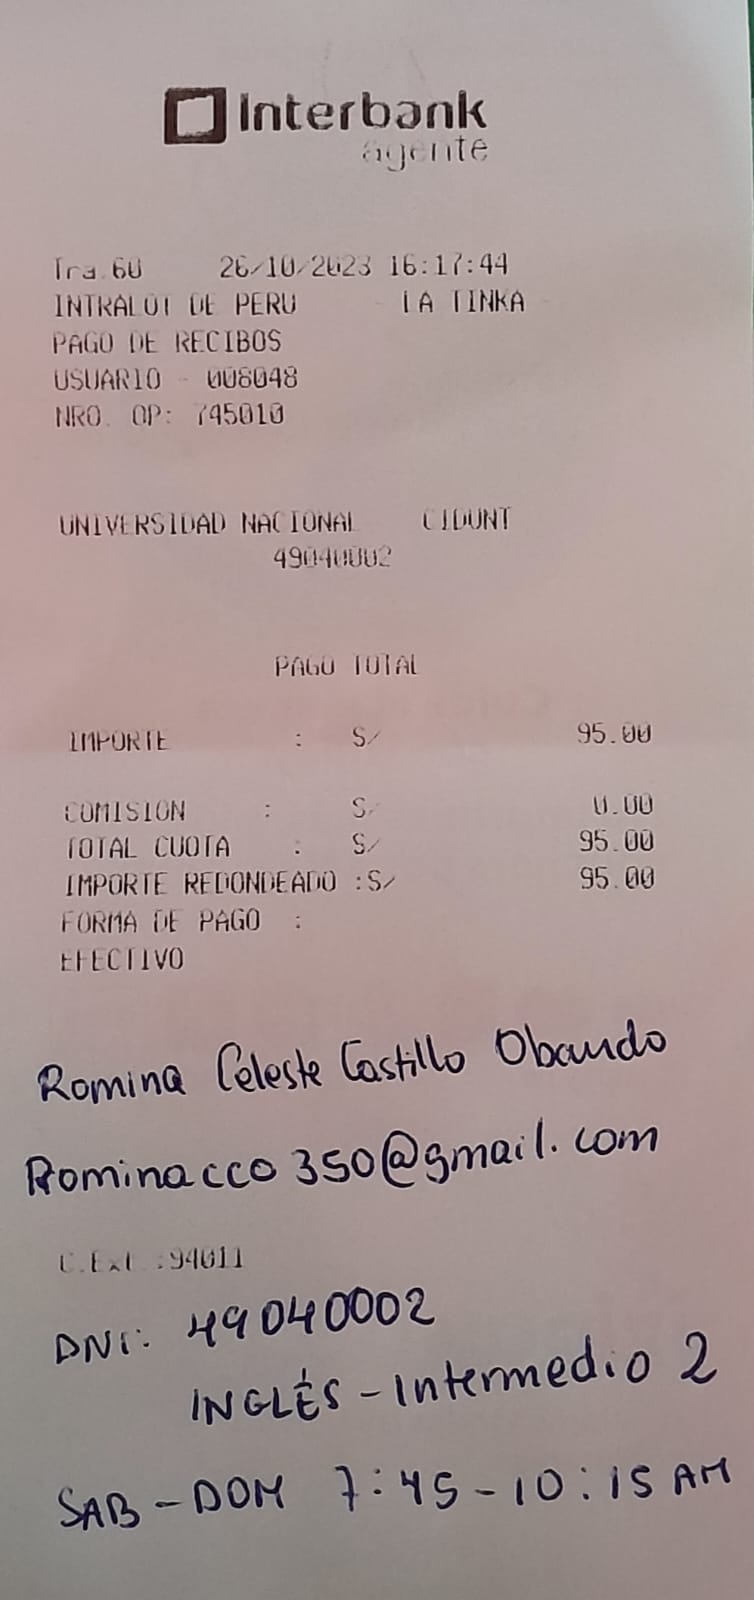 Interbank
agente
Tra.60 26/10/2023 16:17:44
INTRALOT DE PERU LA TINKA
PAGO DE RECIBOS
USUARIO - 008048
NRO. OP: 745010
UNIVERSIDAD NACIONAL CIDUNT
49040002
PAGO TOTAL
IMPORTE : S/ 95.00
COMISION : S/ 0.00
TOTAL CUOTA : S/ 95.00
IMPORTE REDONDEADO :S/ 95.00
FORMA DE PAGO :
EFECTIVO
Romina Celeste Castillo Obando
Rominacco350@gmail.com
C.Ext :94011
DNI: 49040002
INGLÉS - Intermedio 2
SAB - DOM 7:45 - 10:15 AM